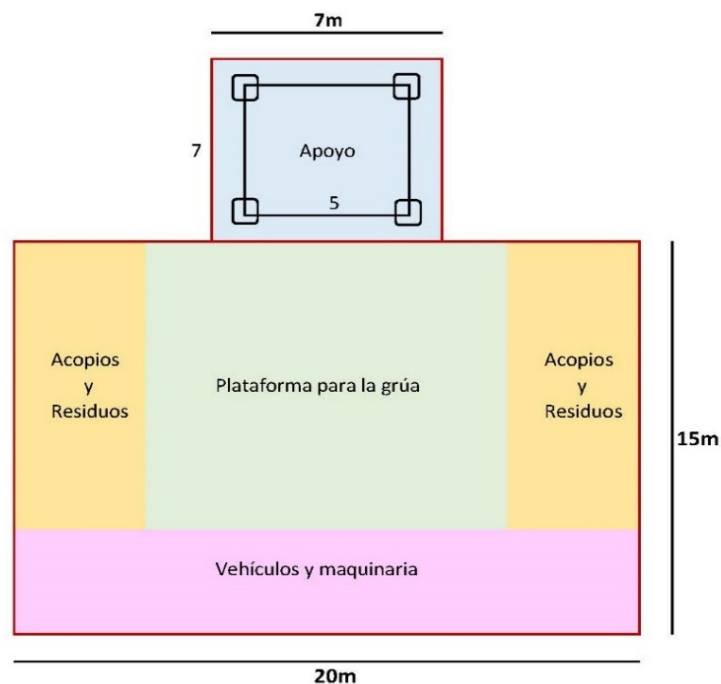 7m
7
Apoyo
5
Acopios
y
Residuos
Plataforma para la grúa
Acopios
y
Residuos
15m
Vehículos y maquinaria
20m